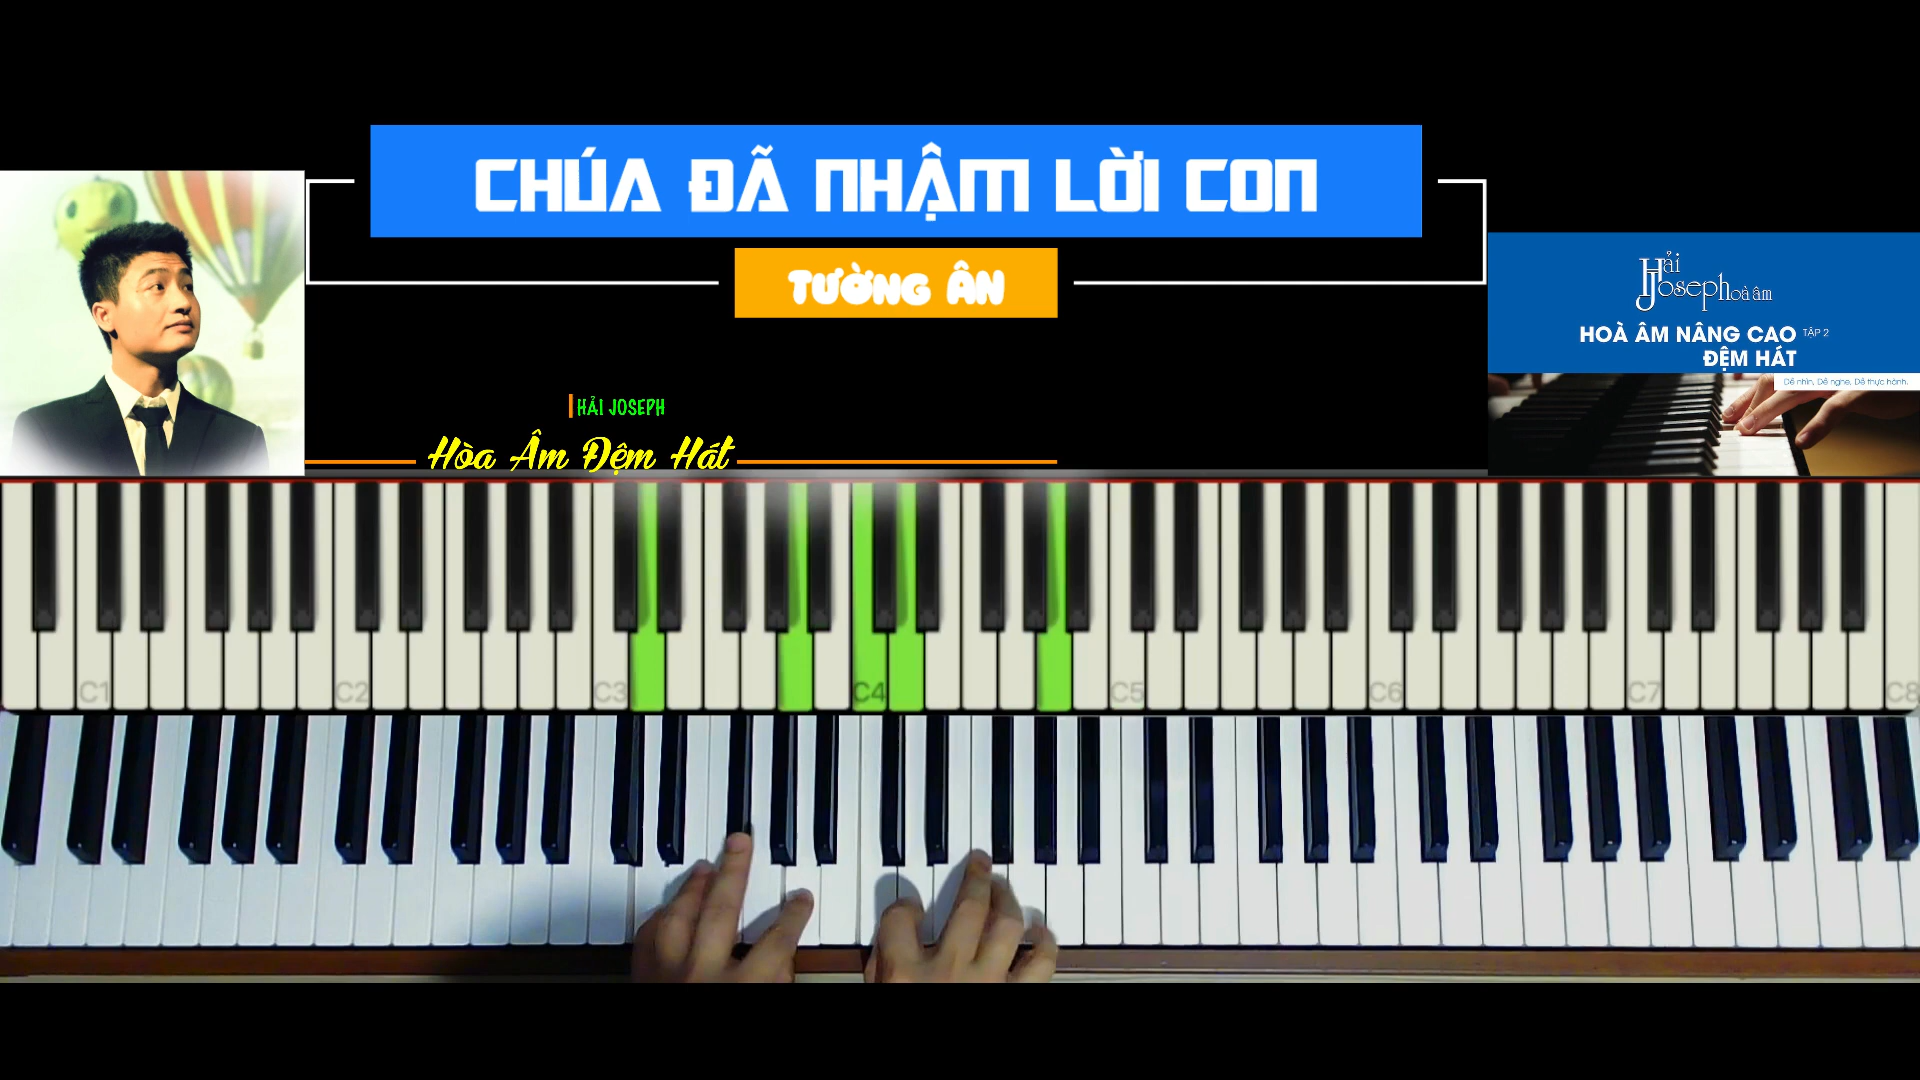 CHÚA ĐÃ NHẬM LỜI CON
TƯỜNG ÂN
Hải
Joseph hoà âm
HOÀ ÂM NÂNG CAO TẬP 2
ĐỆM HÁT
Dễ nhìn, Dễ nghe, Dễ thực hành.
HẢI JOSEPH
Hòa Âm Đệm Hát
C1 C2 C3 C4 C5 C6 C7 C8